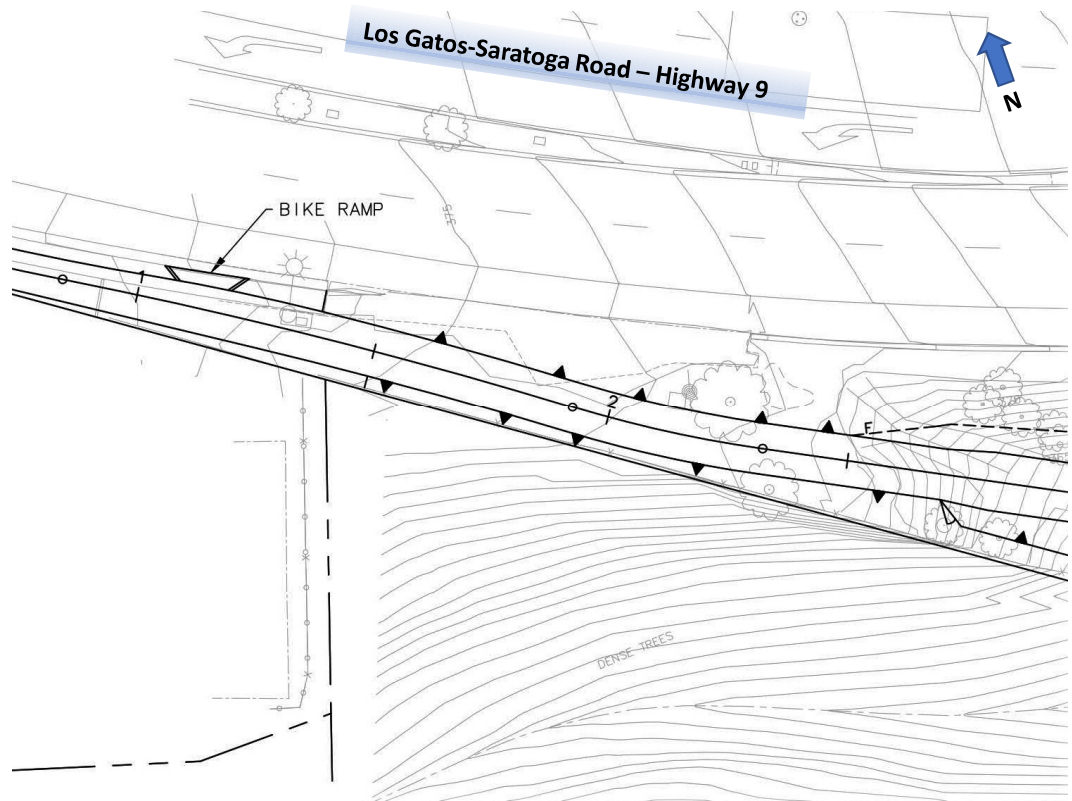 Los Gatos-Saratoga Road – Highway 9
N
BIKE RAMP
1
2
F
DENSE TREES